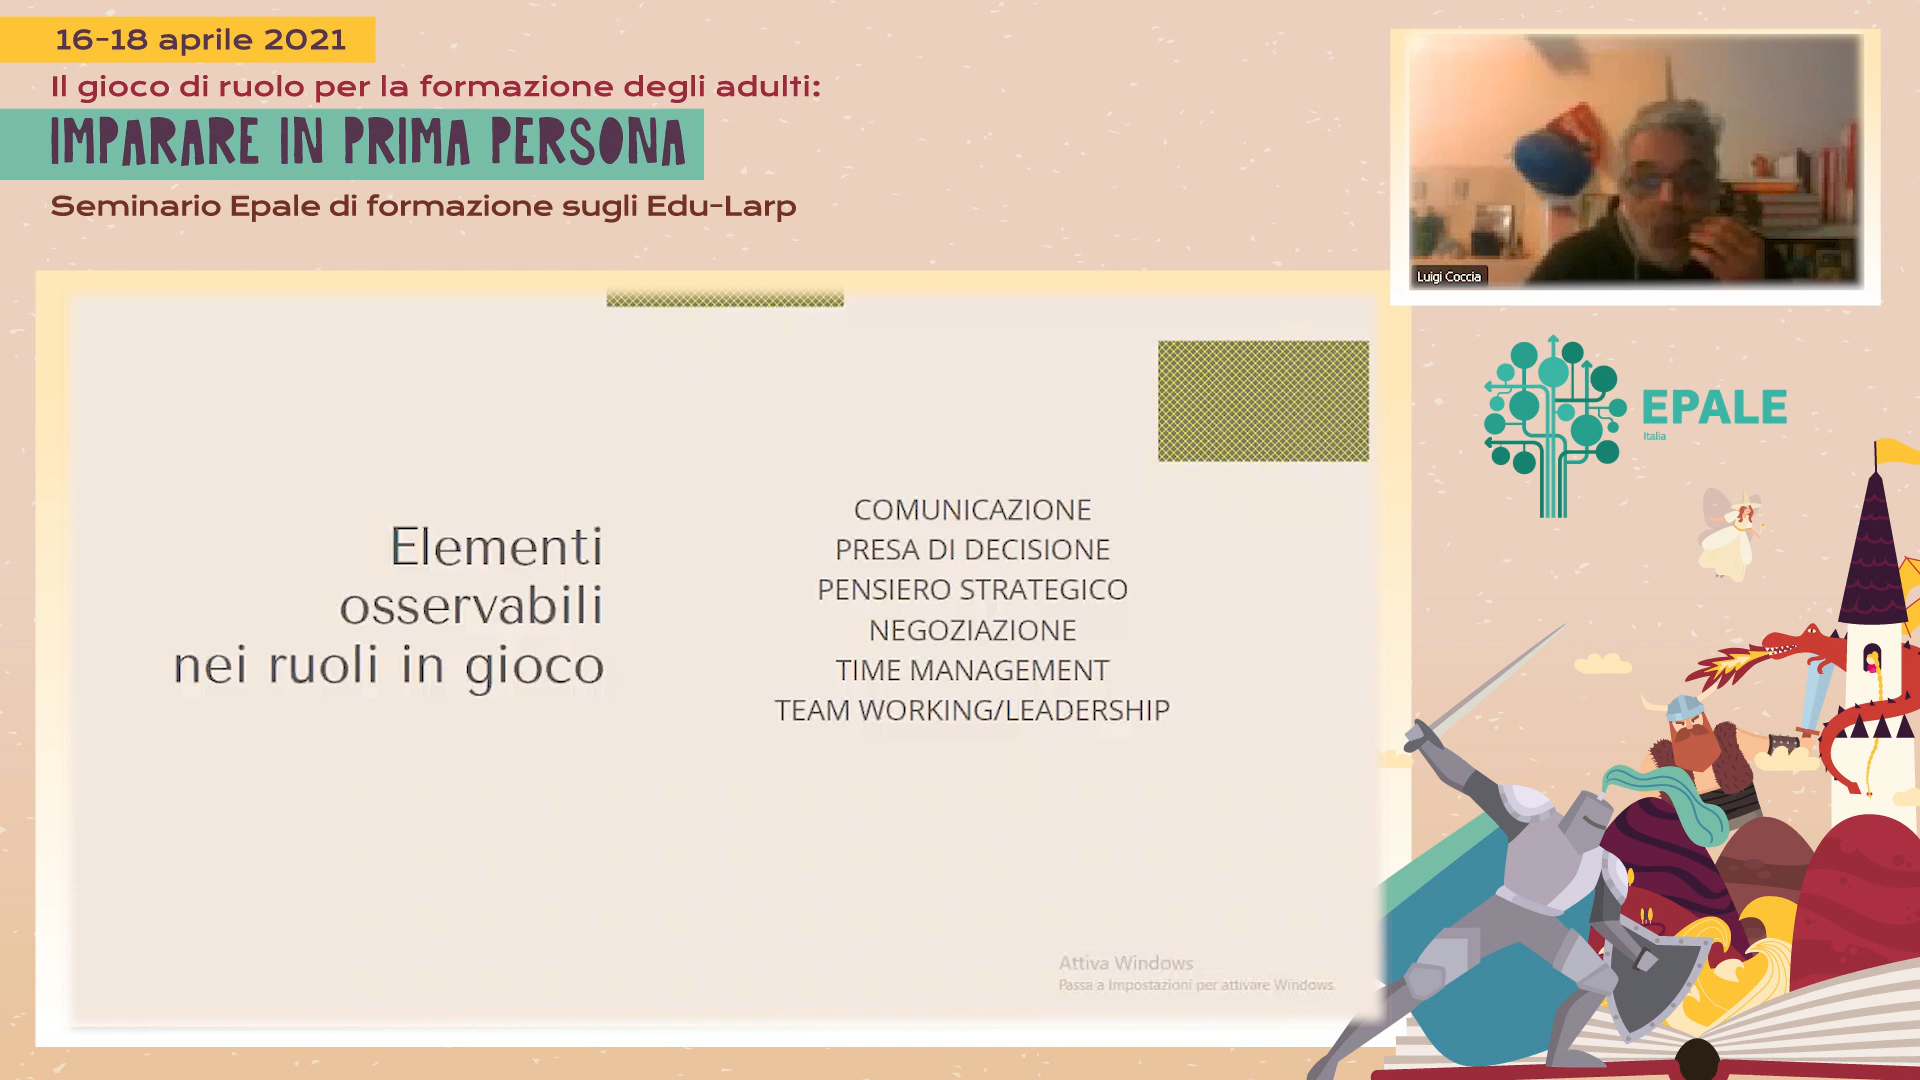 16-18 aprile 2021
Il gioco di ruolo per la formazione degli adulti:
IMPARARE IN PRIMA PERSONA
Seminario Epale di formazione sugli Edu-Larp
Luigi Coccia
EPALE
Italia
Elementi
osservabili
nei ruoli in gioco
COMUNICAZIONE
PRESA DI DECISIONE
PENSIERO STRATEGICO
NEGOZIAZIONE
TIME MANAGEMENT
TEAM WORKING/LEADERSHIP
Attiva Windows
Passa a Impostazioni per attivare Windows.